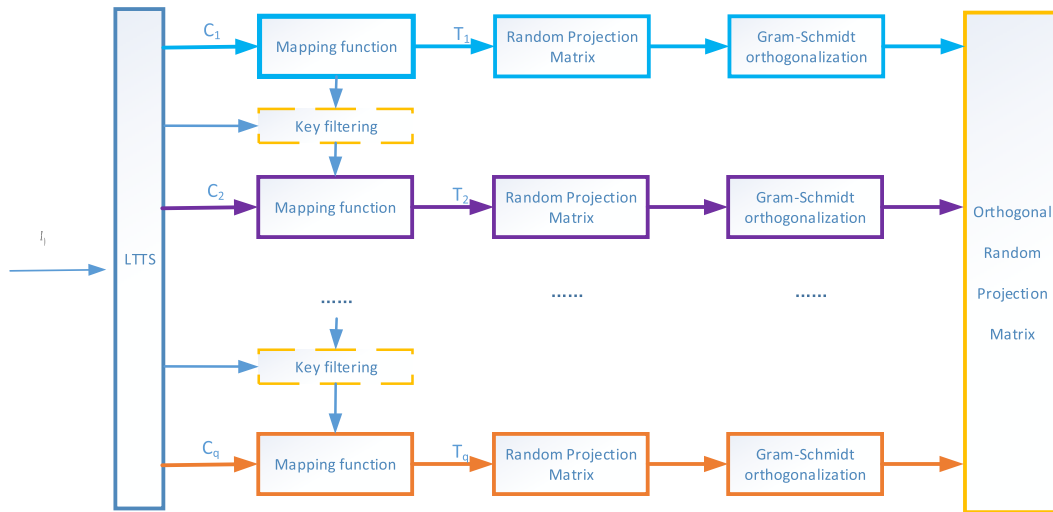 C1
Mapping function
T1
Random Projection
Matrix
Gram-Schmidt
orthogonalization
Key filtering
C2
Mapping function
T2
Random Projection
Matrix
Gram-Schmidt
orthogonalization
LTTS
Orthogonal
Random
Projection
Matrix
......
......
......
Key filtering
Cq
Mapping function
Tq
Random Projection
Matrix
Gram-Schmidt
orthogonalization